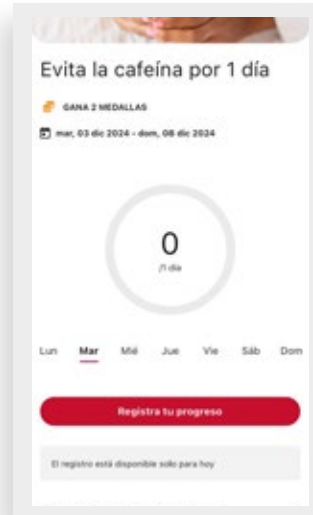 Evita la cafeína por 1 día
GANA 2 MEDALLAS
mar, 03 dic 2024 - dom, 08 dic 2024
0
/1 día
Lun Mar Mié Jue Vie Sáb Dom
Registra tu progreso
El registro está disponible solo para hoy